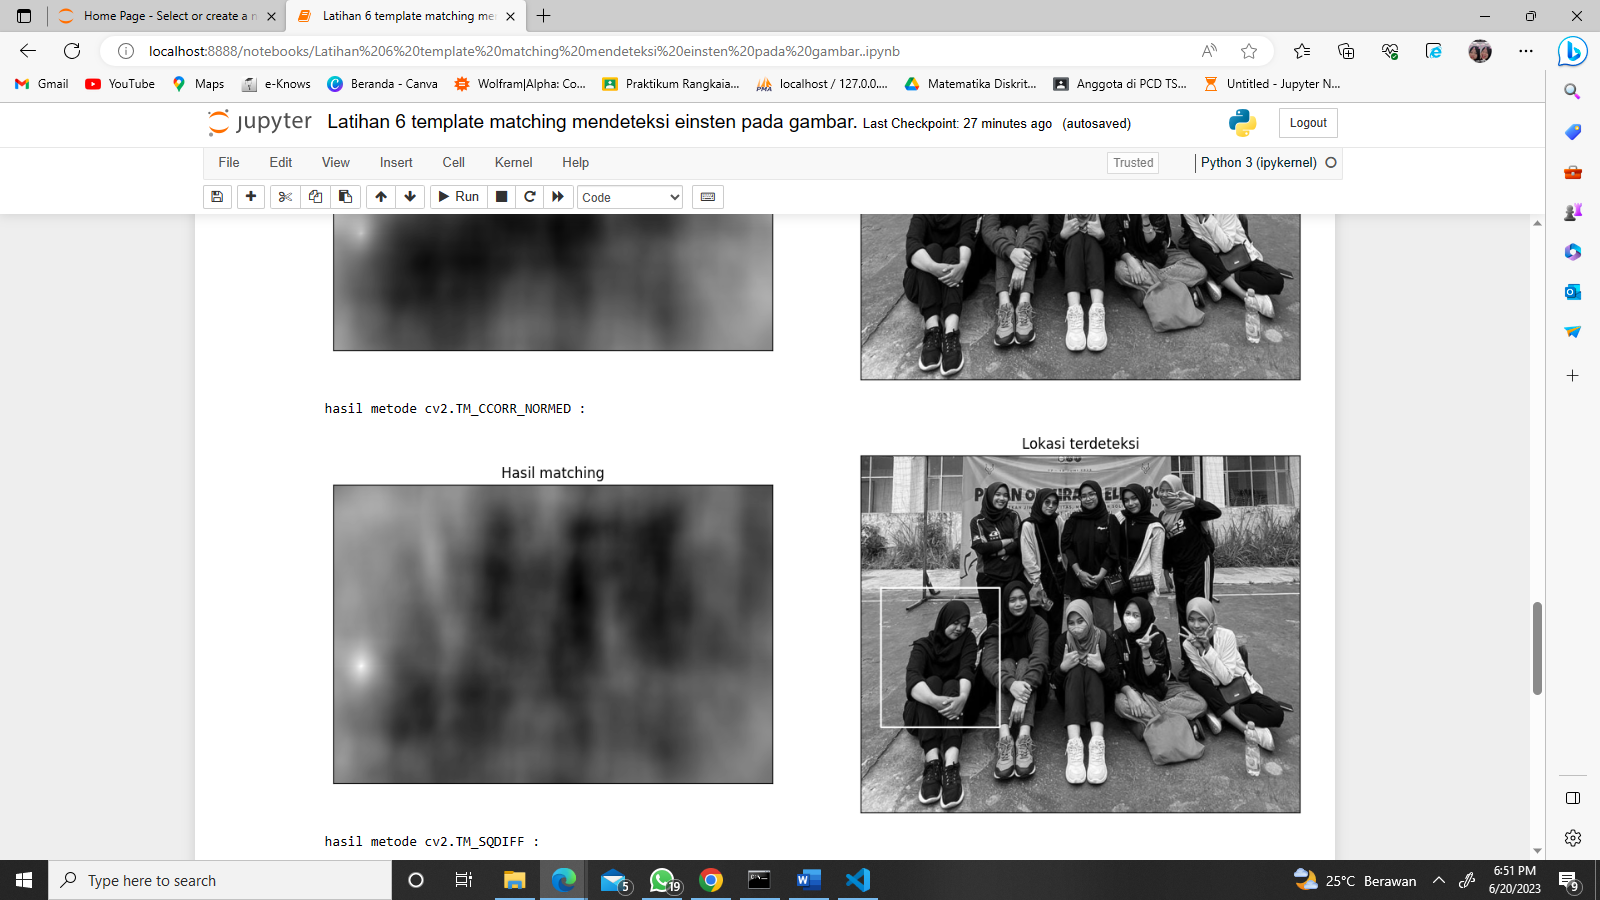 Home Page - Select or create a n
Latihan 6 template matching me
localhost:8888/notebooks/Latihan%206%20template%20matching%20mendeteksi%20einsten%20pada%20gambar..ipynb
Gmail
YouTube
Maps
e-Knows
Beranda - Canva
Wolfram|Alpha: Co...
Praktikum Rangkaia...
localhost / 127.0.0....
Matematika Diskrit...
Anggota di PCD TS...
Untitled - Jupyter N...
jupyter Latihan 6 template matching mendeteksi einsten pada gambar. Last Checkpoint: 27 minutes ago (autosaved)
Logout
File Edit View Insert Cell Kernel Help
Trusted
Python 3 (ipykernel)
Run
Code
hasil metode cv2.TM_CCORR_NORMED :
Hasil matching
Lokasi terdeteksi
hasil metode cv2.TM_SQDIFF :
Type here to search
5
19
25°C Berawan
6:51 PM
6/20/2023
9